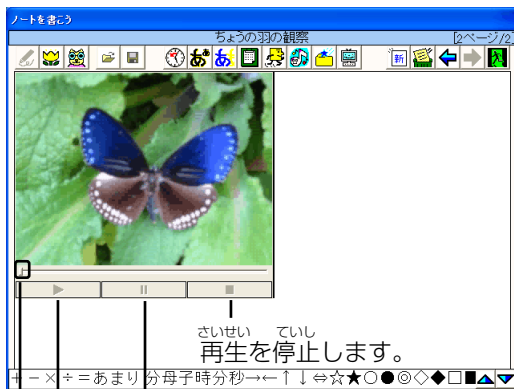 ノートを書こう
ちょうの羽の観察 [2ページ/2]
新
さいせい ていし
再生を停止します。
+−×÷=あまり分母子時分秒→←↑↓⇔☆★○●◎◇◆□■▲▼